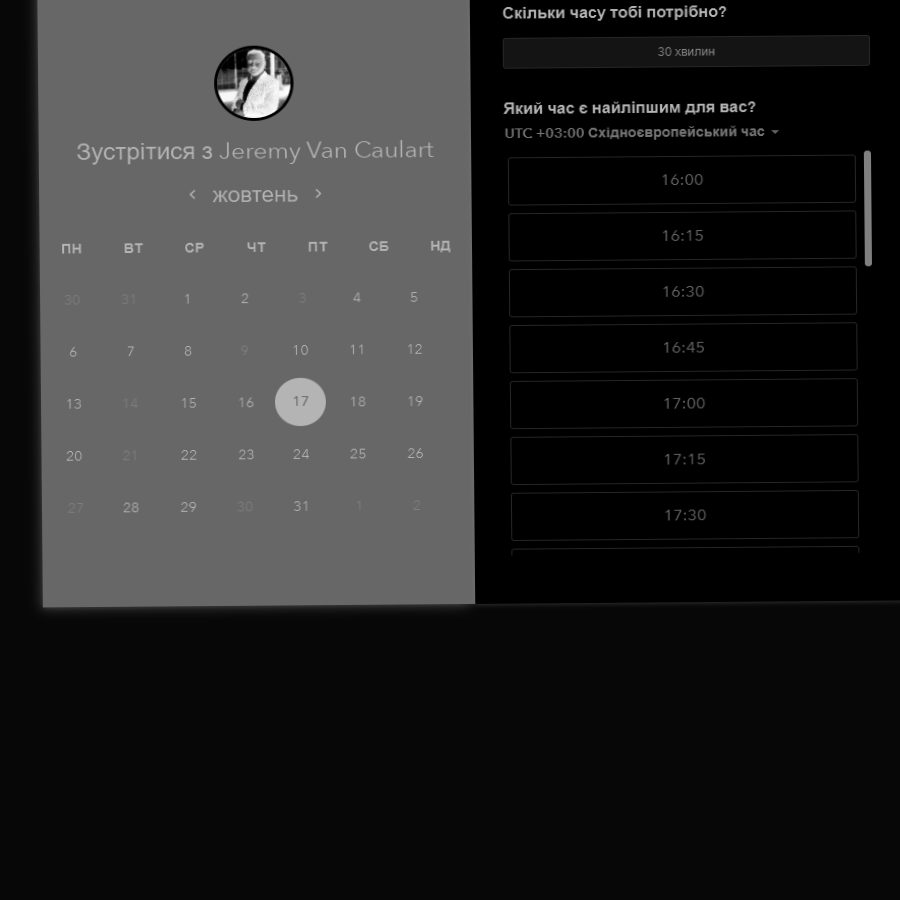 Зустрітися з Jeremy Van Caulart
жовтень
ПН ВТ СР ЧТ ПТ СБ НД
30 31 1 2 3 4 5
6 7 8 9 10 11 12
13 14 15 16 17 18 19
20 21 22 23 24 25 26
27 28 29 30 31 1 2
Скільки часу тобі потрібно?
30 хвилин
Який час є найліпшим для вас?
UTC +03:00 Східноєвропейський час
16:00
16:15
16:30
16:45
17:00
17:15
17:30